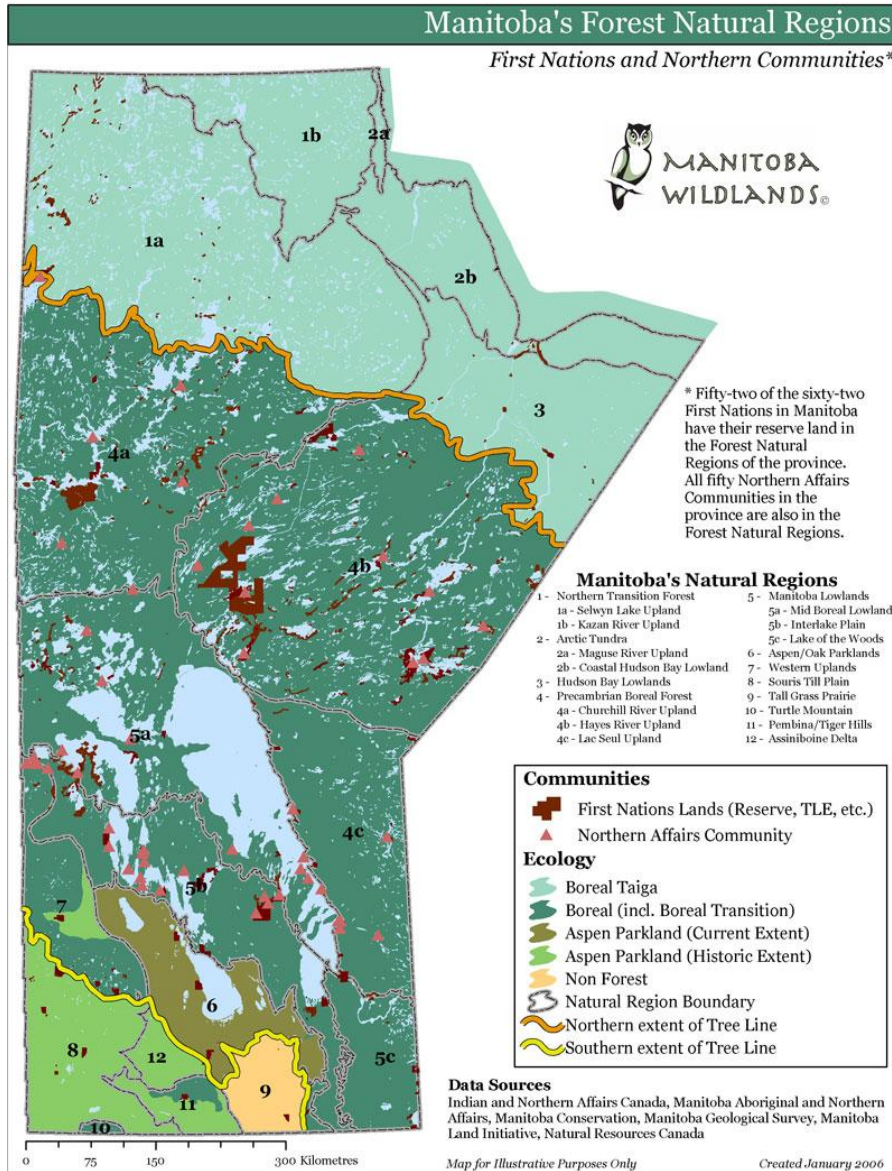 Manitoba's Forest Natural Regions
First Nations and Northern Communities*
MANITOBA
WILDLANDS©
1b
2a
1a
2b
3
4a
4b
5a
4c
5b
7
6
8
12
5c
11
9
10
* Fifty-two of the sixty-two
First Nations in Manitoba
have their reserve land in
the Forest Natural
Regions of the province.
All fifty Northern Affairs
Communities in the
province are also in the
Forest Natural Regions.
Manitoba's Natural Regions
1 - Northern Transition Forest
1a - Selwyn Lake Upland
1b - Kazan River Upland
2 - Arctic Tundra
2a - Maguse River Upland
2b - Coastal Hudson Bay Lowland
3 - Hudson Bay Lowlands
4 - Precambrian Boreal Forest
4a - Churchill River Upland
4b - Hayes River Upland
4c - Lac Seul Upland
5 - Manitoba Lowlands
5a - Mid Boreal Lowland
5b - Interlake Plain
5c - Lake of the Woods
6 - Aspen/Oak Parklands
7 - Western Uplands
8 - Souris Till Plain
9 - Tall Grass Prairie
10 - Turtle Mountain
11 - Pembina/Tiger Hills
12 - Assiniboine Delta
Communities
First Nations Lands (Reserve, TLE, etc.)
Northern Affairs Community
Ecology
Boreal Taiga
Boreal (incl. Boreal Transition)
Aspen Parkland (Current Extent)
Aspen Parkland (Historic Extent)
Non Forest
Natural Region Boundary
Northern extent of Tree Line
Southern extent of Tree Line
Data Sources
Indian and Northern Affairs Canada, Manitoba Aboriginal and Northern
Affairs, Manitoba Conservation, Manitoba Geological Survey, Manitoba
Land Initiative, Natural Resources Canada
0 75 150 300 Kilometres
Map for Illustrative Purposes Only
Created January 2006